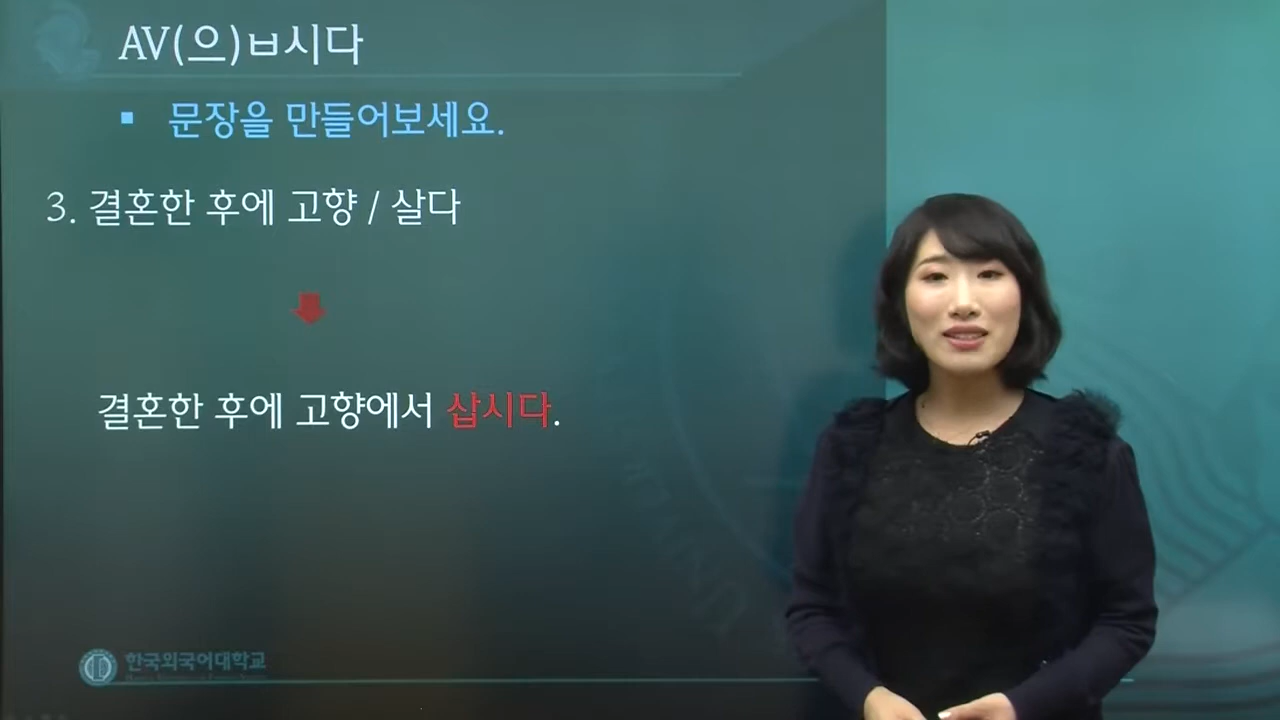 AV(으)ㅂ시다
▪ 문장을 만들어보세요.
3. 결혼한 후에 고향 / 살다
결혼한 후에 고향에서 삽시다.
한국외국어대학교